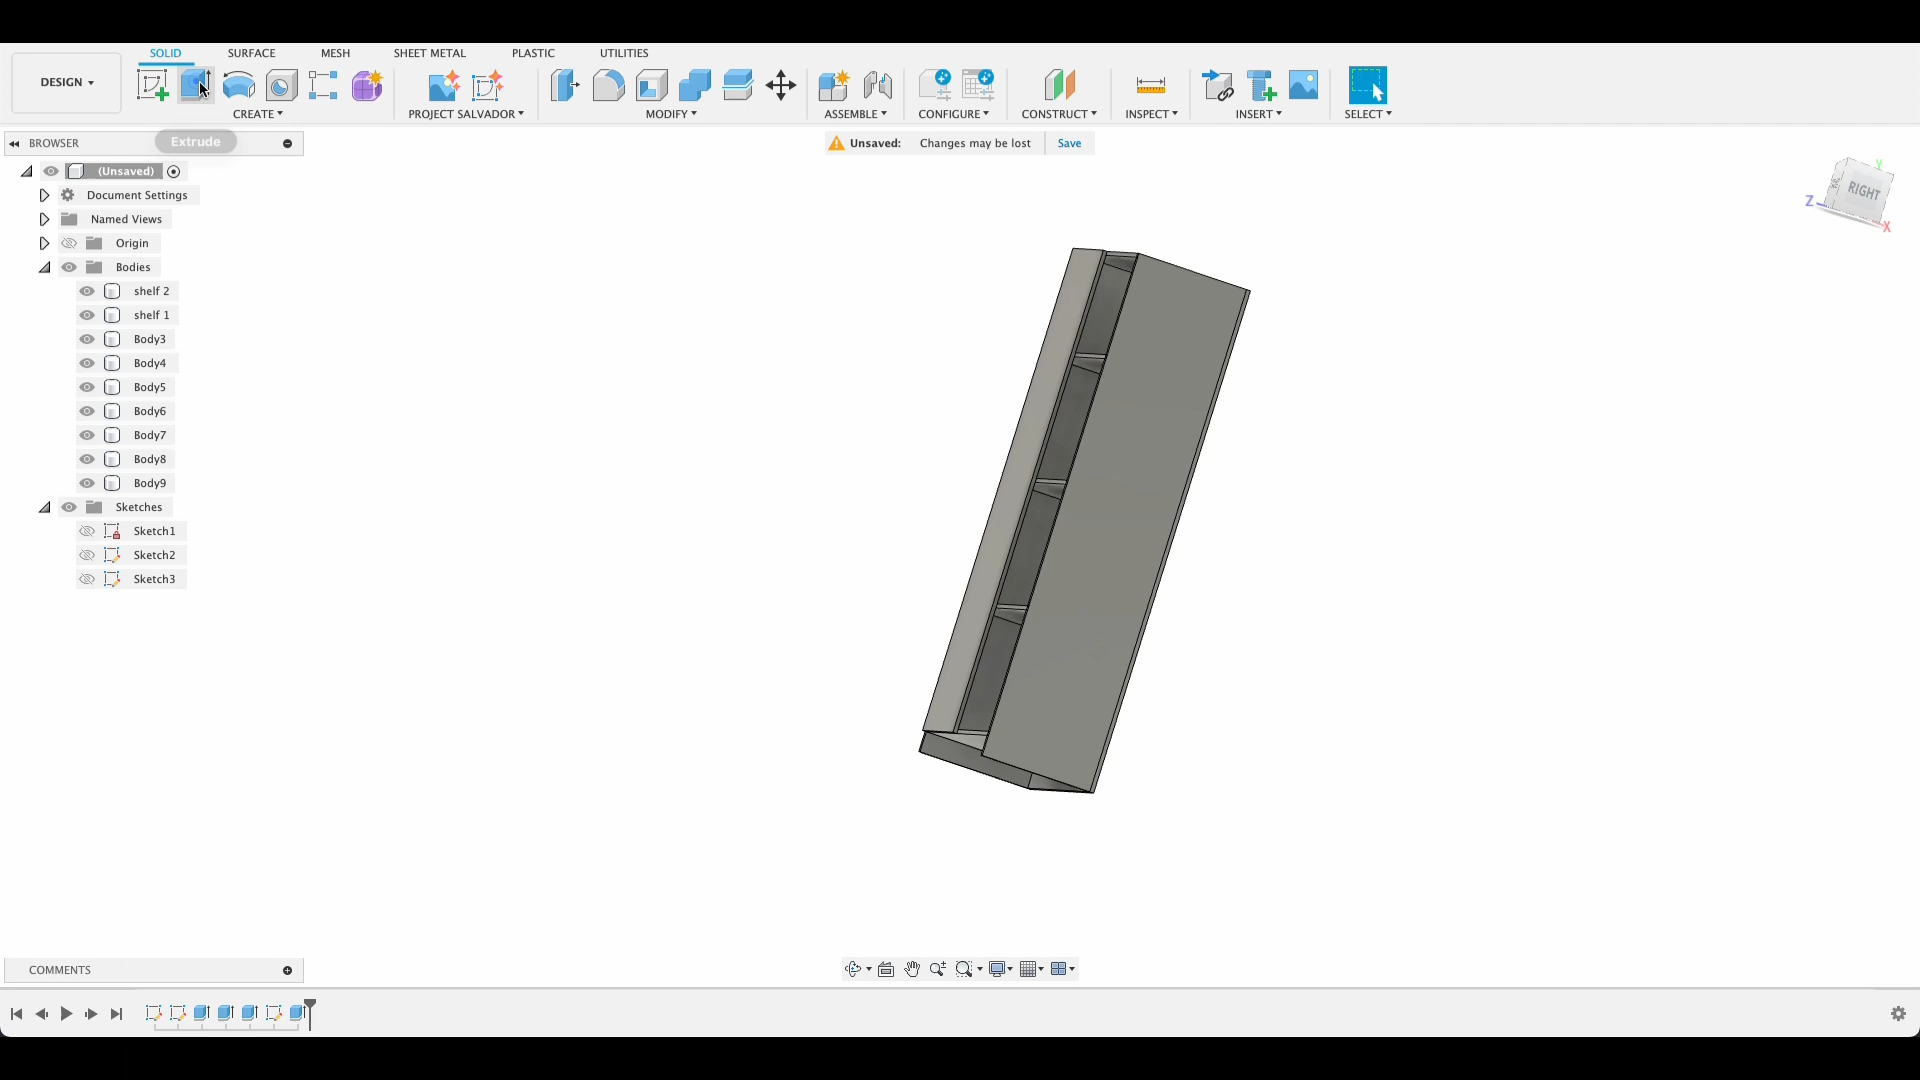 SOLID SURFACE MESH SHEET METAL PLASTIC UTILITIES
DESIGN
CREATE PROJECT SALVADOR MODIFY ASSEMBLE CONFIGURE CONSTRUCT INSPECT INSERT SELECT
BROWSER
Extrude
Unsaved: Changes may be lost Save
(Unsaved)
Document Settings
Named Views
Origin
Bodies
shelf 2
shelf 1
Body3
Body4
Body5
Body6
Body7
Body8
Body9
Sketches
Sketch1
Sketch2
Sketch3
Y
RIGHT
Z
X
COMMENTS